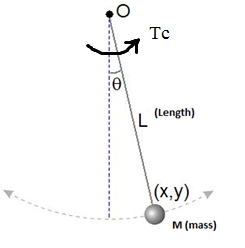 O
Tc
θ
L (Length)
(x,y)
M (mass)